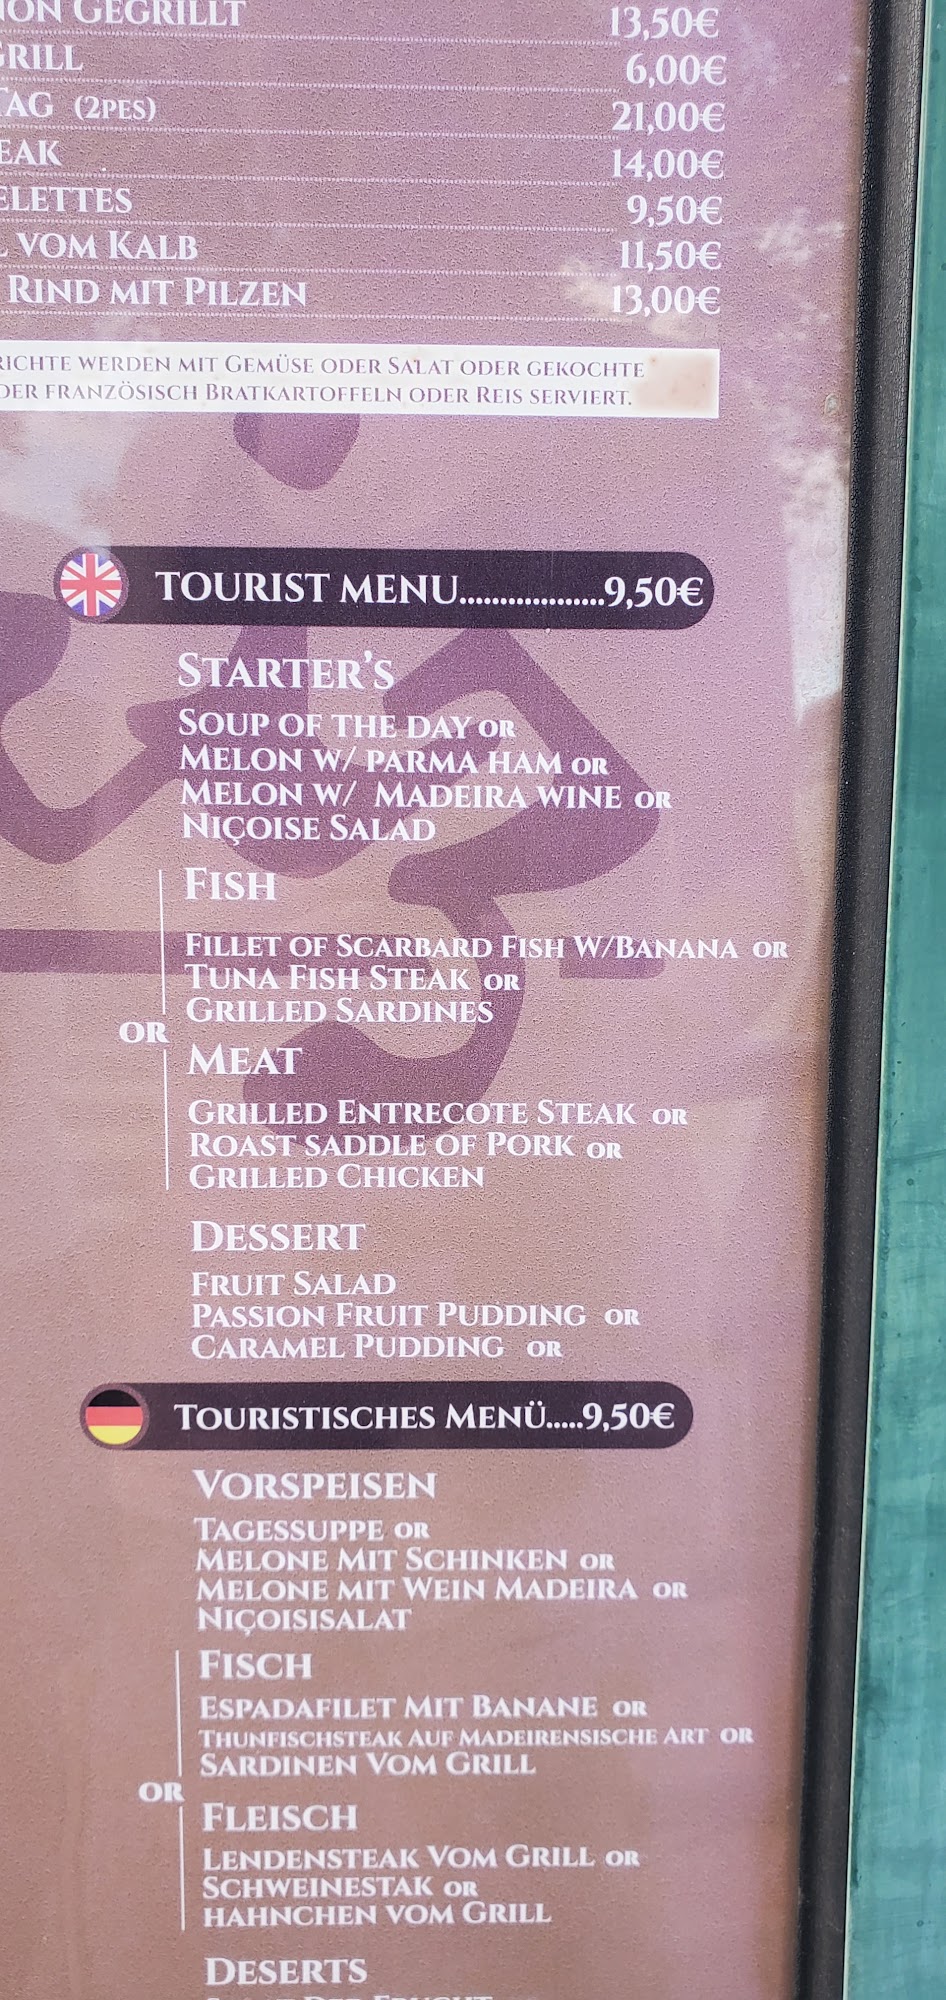 GEGRILLT 13,50€
GRILL 6,00€
TAG (2PES) 21,00€
14,00€
9,50€
VOM KALB 11,50€
RIND MIT PILZEN 13,00€
WERDEN MIT GEMÜSE ODER SALAT ODER GEKOCHTE
FRANZÖSISCH BRATKARTOFFELN ODER REIS SERVIERT.
TOURIST MENU..................9,50€
STARTER'S
SOUP OF THE DAY OR
MELON W/ PARMA HAM OR
MELON W/ MADEIRA WINE OR
NIÇOISE SALAD
FISH
FILLET OF SCARBARD FISH W/BANANA OR
TUNA FISH STEAK OR
GRILLED SARDINES
OR
MEAT
GRILLED ENTRECOTE STEAK OR
ROAST SADDLE OF PORK OR
GRILLED CHICKEN
DESSERT
FRUIT SALAD
PASSION FRUIT PUDDING OR
CARAMEL PUDDING OR
TOURISTISCHES MENÜ.....9,50€
VORSPEISEN
TAGESSUPPE OR
MELONE MIT SCHINKEN OR
MELONE MIT WEIN MADEIRA OR
NIÇOISISALAT
FISCH
ESPADAFILET MIT BANANE OR
THUNFISCHSTEAK AUF MADEIRENSISCHE ART OR
SARDINEN VOM GRILL
OR
FLEISCH
LENDENSTEAK VOM GRILL OR
SCHWEINESTAK OR
HAHNCHEN VOM GRILL
DESERTS